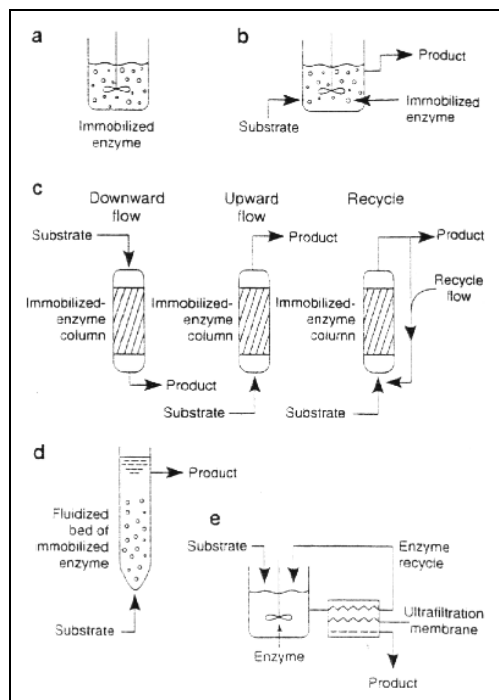 a
Immobilized
enzyme
b
Product
Substrate
Immobilized
enzyme
c
Downward
flow
Upward
flow
Recycle
Substrate
Product
Product
Immobilized-
enzyme
column
Immobilized-
enzyme
column
Immobilized-
enzyme
column
Recycle
flow
Product
Substrate
Substrate
d
Product
Fluidized
bed of
mmobilized
enzyme
Substrate
e
Substrate
Enzyme
recycle
Ultrafiltration
membrane
Enzyme
Product